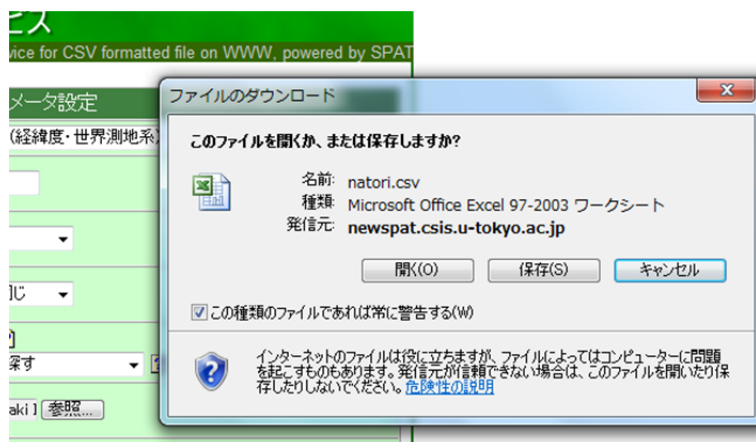 ビス
vice for CSV formatted file on WWW, powered by SPAT
メータ設定
(経緯度・世界測地系)
同じ
探す
aki1
参照...
ファイルのダウンロード
このファイルを開くか、または保存しますか?
名前: natori.csv
種類: Microsoft Office Excel 97-2003 ワークシート
発信元: newspat.csis.u-tokyo.ac.jp
開く(O) 保存(S) キャンセル
この種類のファイルであれば常に警告する(W)
インターネットのファイルは役に立ちますが、ファイルによってはコンピューターに問題
を起こすものもあります。発信元が信頼できない場合は、このファイルを開いたり保
存したりしないでください。危険性の説明